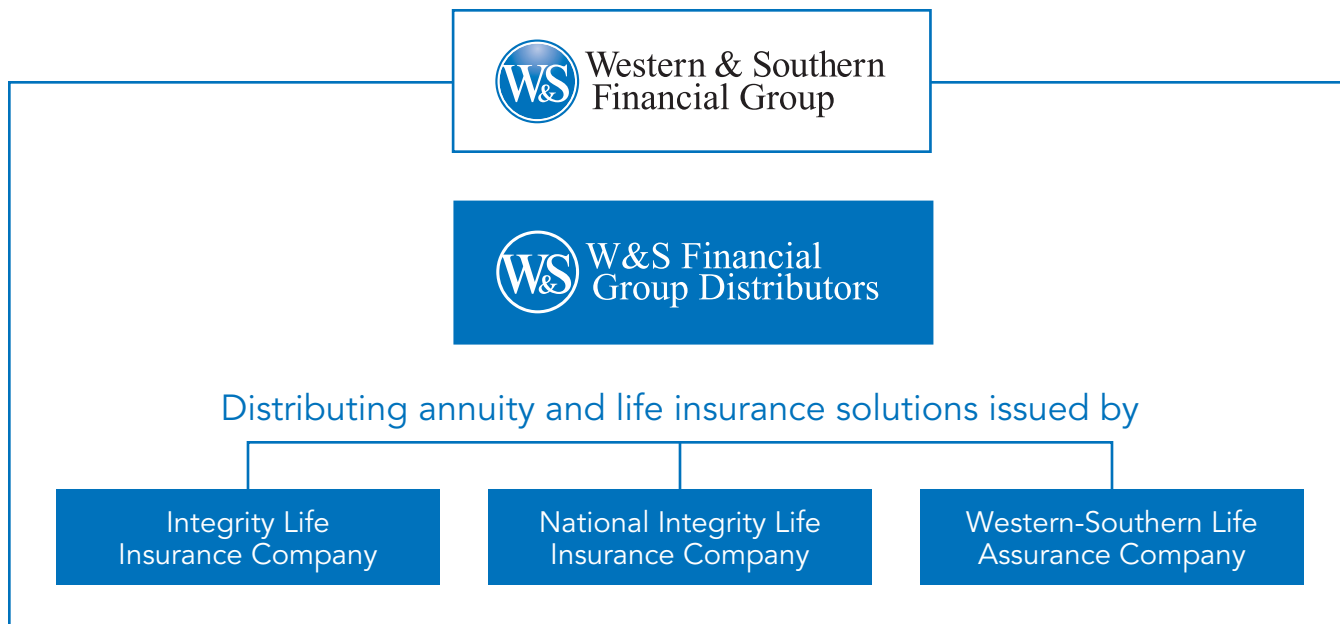 W&S
Western & Southern
Financial Group
W&S
W&S Financial
Group Distributors
Distributing annuity and life insurance solutions issued by
Integrity Life
Insurance Company
National Integrity Life
Insurance Company
Western-Southern Life
Assurance Company